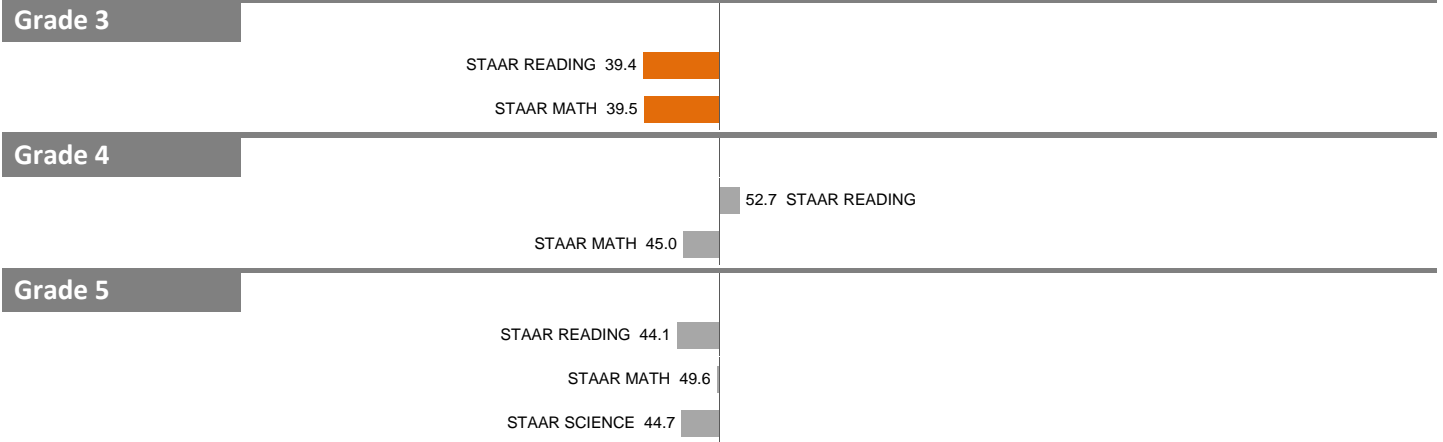 Grade 3
STAAR READING 39.4
STAAR MATH 39.5
Grade 4
52.7 STAAR READING
STAAR MATH 45.0
Grade 5
STAAR READING 44.1
STAAR MATH 49.6
STAAR SCIENCE 44.7